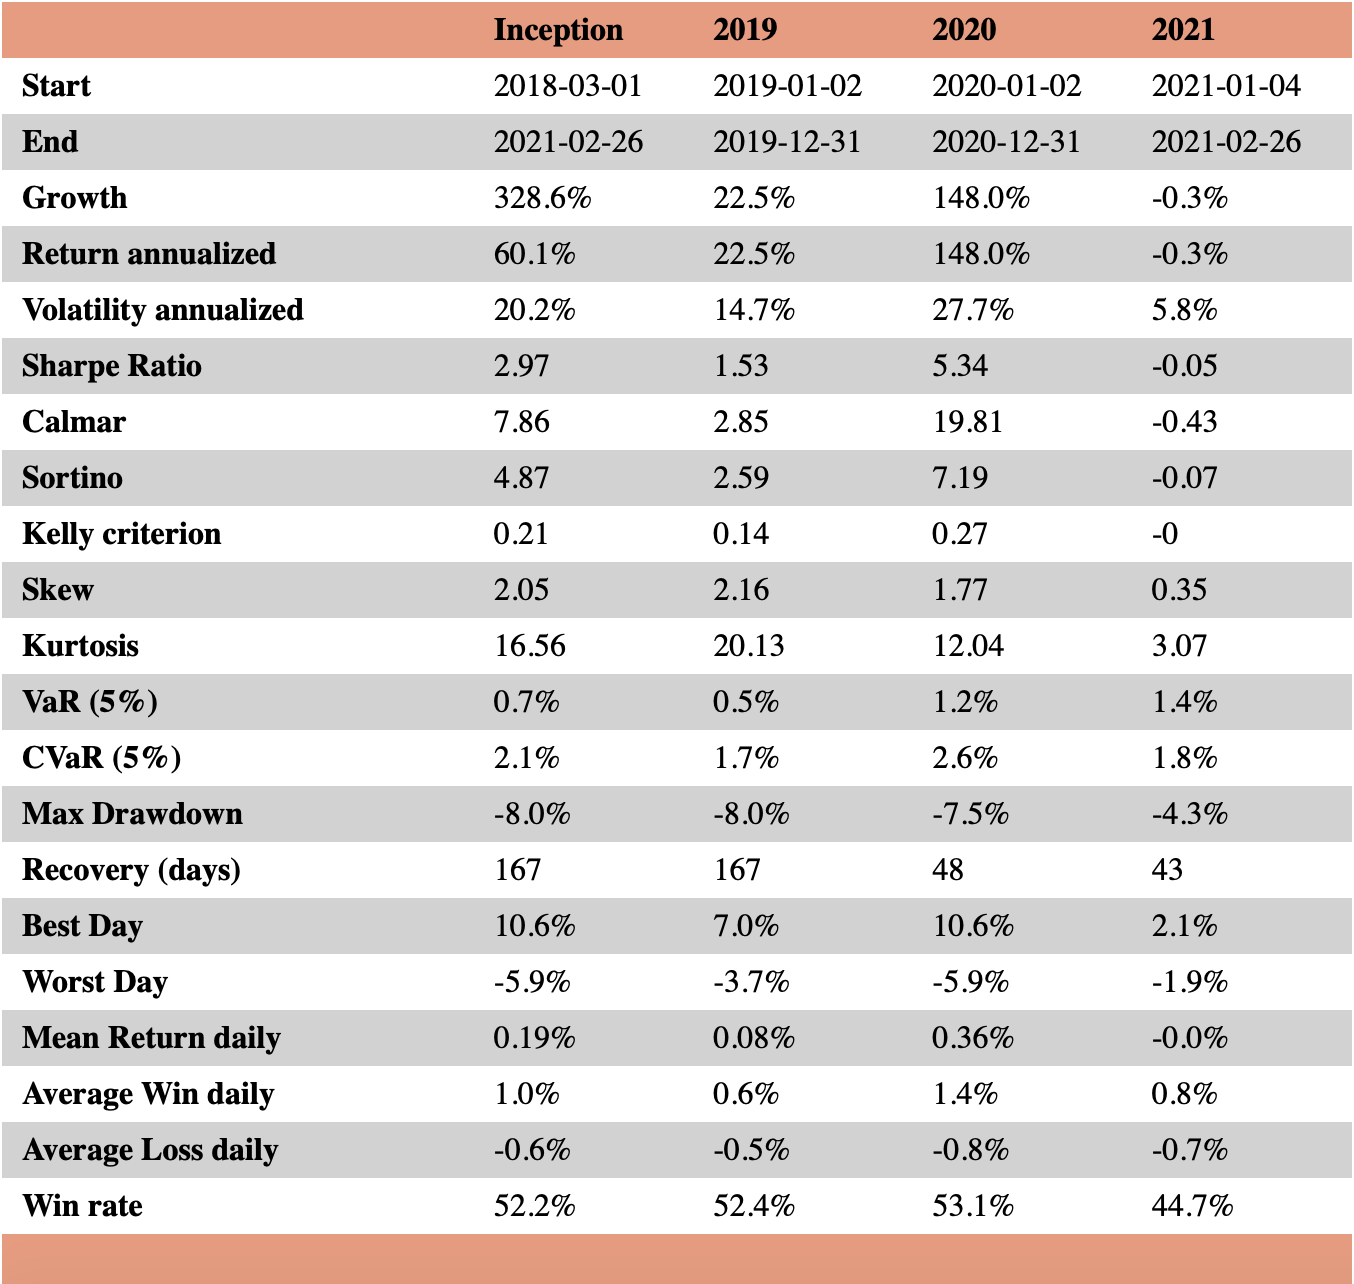 Inception 2019 2020 2021
Start 2018-03-01 2019-01-02 2020-01-02 2021-01-04
End 2021-02-26 2019-12-31 2020-12-31 2021-02-26
Growth 328.6% 22.5% 148.0% -0.3%
Return annualized 60.1% 22.5% 148.0% -0.3%
Volatility annualized 20.2% 14.7% 27.7% 5.8%
Sharpe Ratio 2.97 1.53 5.34 -0.05
Calmar 7.86 2.85 19.81 -0.43
Sortino 4.87 2.59 7.19 -0.07
Kelly criterion 0.21 0.14 0.27 -0
Skew 2.05 2.16 1.77 0.35
Kurtosis 16.56 20.13 12.04 3.07
VaR (5%) 0.7% 0.5% 1.2% 1.4%
CVaR (5%) 2.1% 1.7% 2.6% 1.8%
Max Drawdown -8.0% -8.0% -7.5% -4.3%
Recovery (days) 167 167 48 43
Best Day 10.6% 7.0% 10.6% 2.1%
Worst Day -5.9% -3.7% -5.9% -1.9%
Mean Return daily 0.19% 0.08% 0.36% -0.0%
Average Win daily 1.0% 0.6% 1.4% 0.8%
Average Loss daily -0.6% -0.5% -0.8% -0.7%
Win rate 52.2% 52.4% 53.1% 44.7%